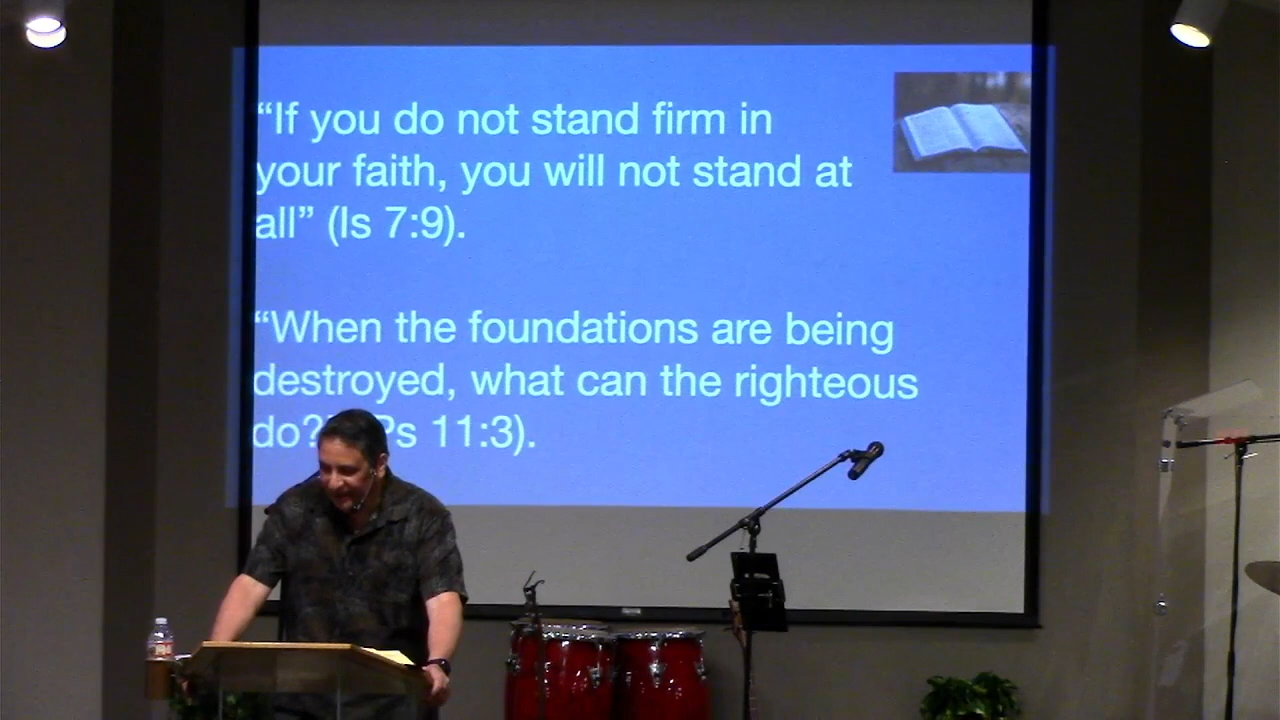 “If you do not stand firm in
your faith, you will not stand at
all” (Is 7:9).
“When the foundations are being
destroyed, what can the righteous
do? Ps 11:3).